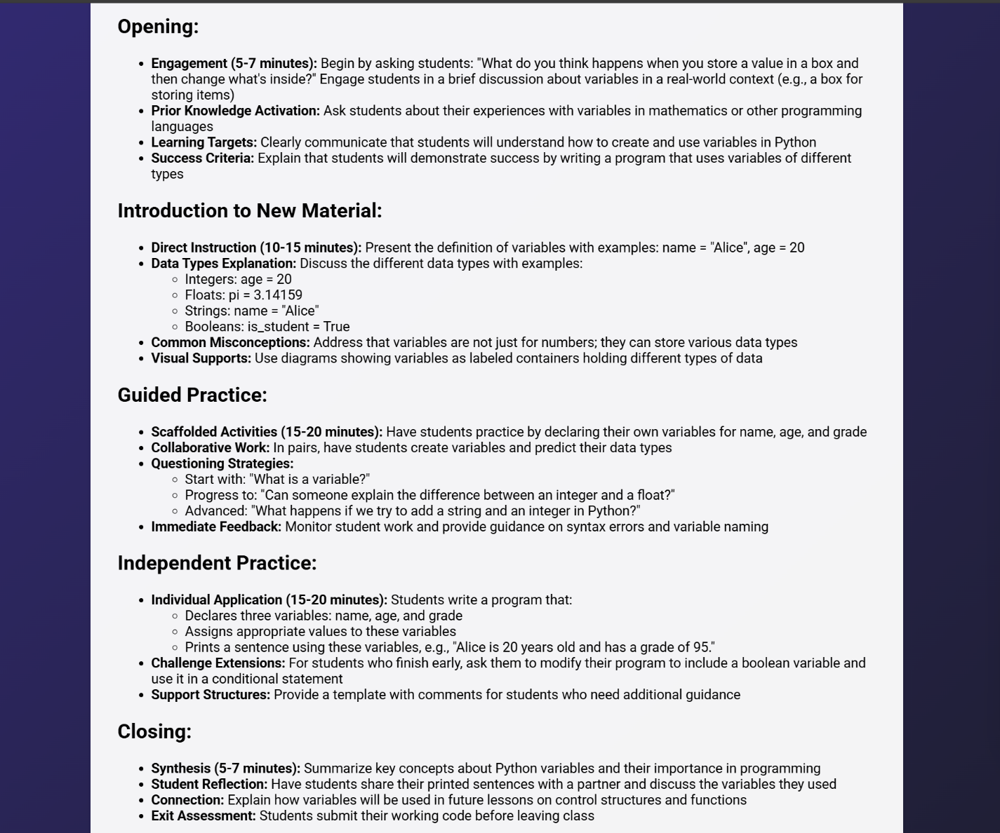 Opening:
• Engagement (5-7 minutes): Begin by asking students: "What do you think happens when you store a value in a box and
then change what's inside?" Engage students in a brief discussion about variables in a real-world context (e.g., a box for
storing items)
• Prior Knowledge Activation: Ask students about their experiences with variables in mathematics or other programming
languages
• Learning Targets: Clearly communicate that students will understand how to create and use variables in Python
• Success Criteria: Explain that students will demonstrate success by writing a program that uses variables of different
types
Introduction to New Material:
• Direct Instruction (10-15 minutes): Present the definition of variables with examples: name = "Alice", age = 20
• Data Types Explanation: Discuss the different data types with examples:
◦ Integers: age = 20
◦ Floats: pi = 3.14159
◦ Strings: name = "Alice"
◦ Booleans: is_student = True
• Common Misconceptions: Address that variables are not just for numbers; they can store various data types
• Visual Supports: Use diagrams showing variables as labeled containers holding different types of data
Guided Practice:
• Scaffolded Activities (15-20 minutes): Have students practice by declaring their own variables for name, age, and grade
• Collaborative Work: In pairs, have students create variables and predict their data types
• Questioning Strategies:
◦ Start with: "What is a variable?"
◦ Progress to: "Can someone explain the difference between an integer and a float?"
◦ Advanced: "What happens if we try to add a string and an integer in Python?"
• Immediate Feedback: Monitor student work and provide guidance on syntax errors and variable naming
Independent Practice:
• Individual Application (15-20 minutes): Students write a program that:
◦ Declares three variables: name, age, and grade
◦ Assigns appropriate values to these variables
◦ Prints a sentence using these variables, e.g., "Alice is 20 years old and has a grade of 95."
• Challenge Extensions: For students who finish early, ask them to modify their program to include a boolean variable and
use it in a conditional statement
• Support Structures: Provide a template with comments for students who need additional guidance
Closing:
• Synthesis (5-7 minutes): Summarize key concepts about Python variables and their importance in programming
• Student Reflection: Have students share their printed sentences with a partner and discuss the variables they used
• Connection: Explain how variables will be used in future lessons on control structures and functions
• Exit Assessment: Students submit their working code before leaving class